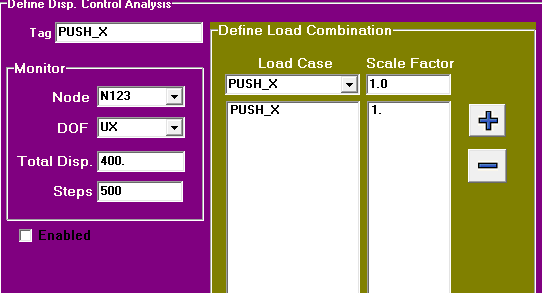 Define Disp. Control Analysis
Tag PUSH_X
Monitor
Node N123
DOF UX
Total Disp. 400.
Steps 500
Enabled
Define Load Combination
Load Case Scale Factor
PUSH_X 1.0
PUSH_X 1.